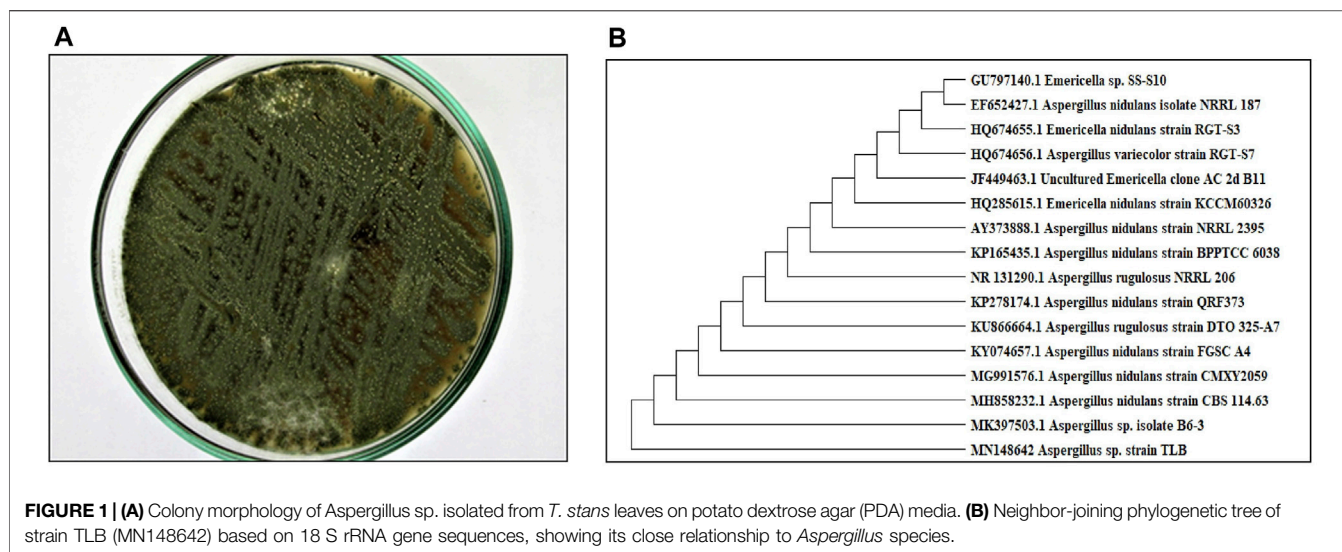 A
B
GU797140.1 Emericella sp. SS-S10
EF652427.1 Aspergillus nidulans isolate NRRL 187
HQ674655.1 Emericella nidulans strain RGT-S3
HQ674656.1 Aspergillus variecolor strain RGT-S7
JF449463.1 Uncultured Emericella clone AC 2d B11
HQ285615.1 Emericella nidulans strain KCCM60326
AY373888.1 Aspergillus nidulans strain NRRL 2395
KP165435.1 Aspergillus nidulans strain BPPTCC 6038
NR 131290.1 Aspergillus rugulosus NRRL 206
KP278174.1 Aspergillus nidulans strain QRF373
KU866664.1 Aspergillus rugulosus strain DTO 325-A7
KY074657.1 Aspergillus nidulans strain FGSC A4
MG991576.1 Aspergillus nidulans strain CMXY2059
MH858232.1 Aspergillus nidulans strain CBS 114.63
MK397503.1 Aspergillus sp. isolate B6-3
MN148642 Aspergillus sp. strain TLB
FIGURE 1 | (A) Colony morphology of Aspergillus sp. isolated from T. stans leaves on potato dextrose agar (PDA) media. (B) Neighbor-joining phylogenetic tree of
strain TLB (MN148642) based on 18 S rRNA gene sequences, showing its close relationship to Aspergillus species.